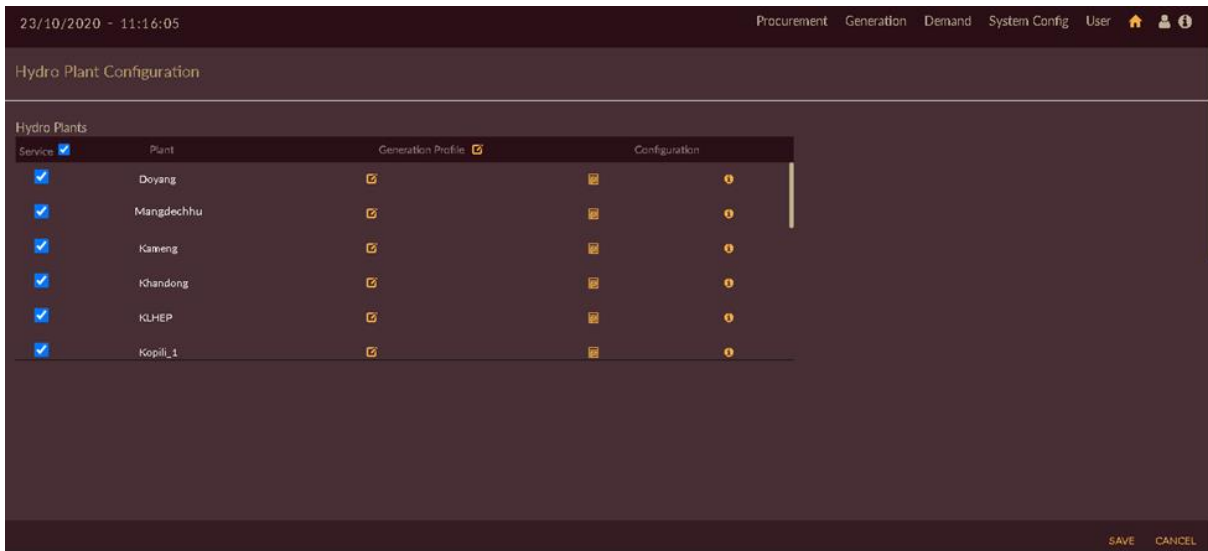 23/10/2020 - 11:16:05 Procurement Generation Demand System Config User
Hydro Plant Configuration
Hydro Plants
Service Plant Generation Profile Configuration
Doyang
Mangdechhu
Kameng
Khandong
KLHEP
Kopili_1
SAVE CANCEL